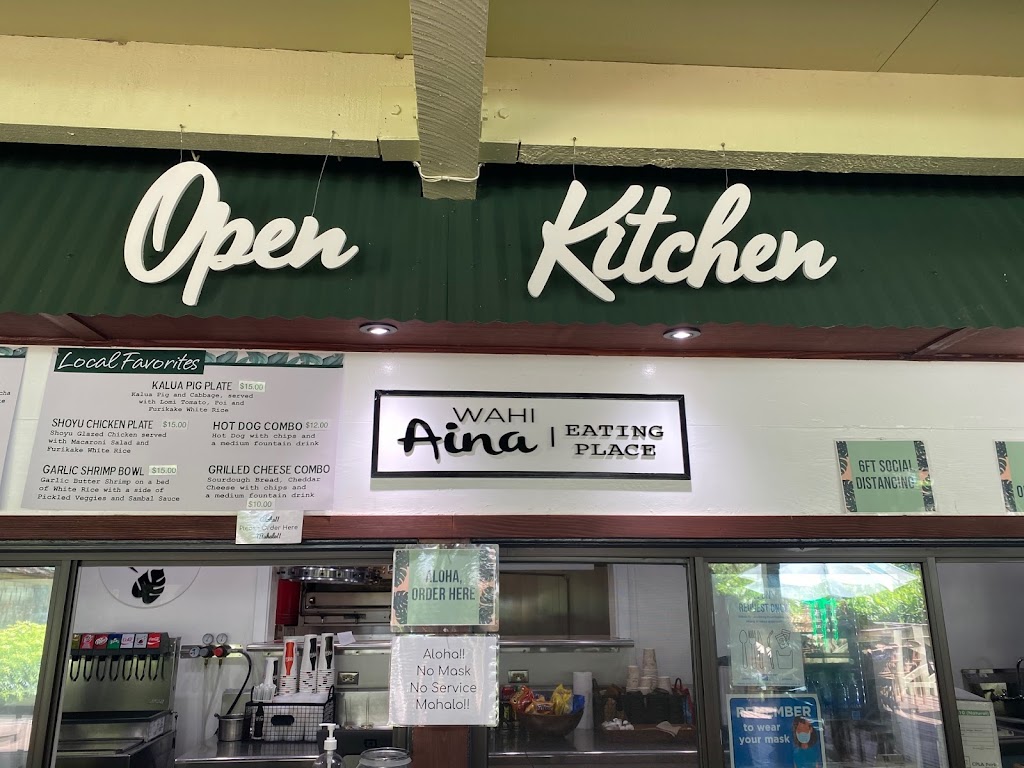 Open Kitchen
Local Favorites
KALUA PIG PLATE $15.00
Kalua Pig and Cabbage, served
with Lomi Tomato, Poi and
Furikake White Rice
SHOYU CHICKEN PLATE $15.00
Shoyu Glazed Chicken served
with Macaroni Salad and
Furikake White Rice
HOT DOG COMBO $12.00
Hot Dog with chips and
a medium fountain drink
GARLIC SHRIMP BOWL $15.00
Garlic Butter Shrimp on a bed
of White Rice with a side of
Pickled Veggies and Sambal Sauce
GRILLED CHEESE COMBO
Sourdough Bread, Cheddar
Cheese with chips and
a medium fountain drink
$10.00
WAHI
Aina | EATING
PLACE
6FT SOCIAL
DISTANCING
Order Here
ALOHA,
ORDER HERE
Aloha!!
No Mask
No Service
Mahalo!!
REQUEST ONLY
REMEMBER
to wear
your mask